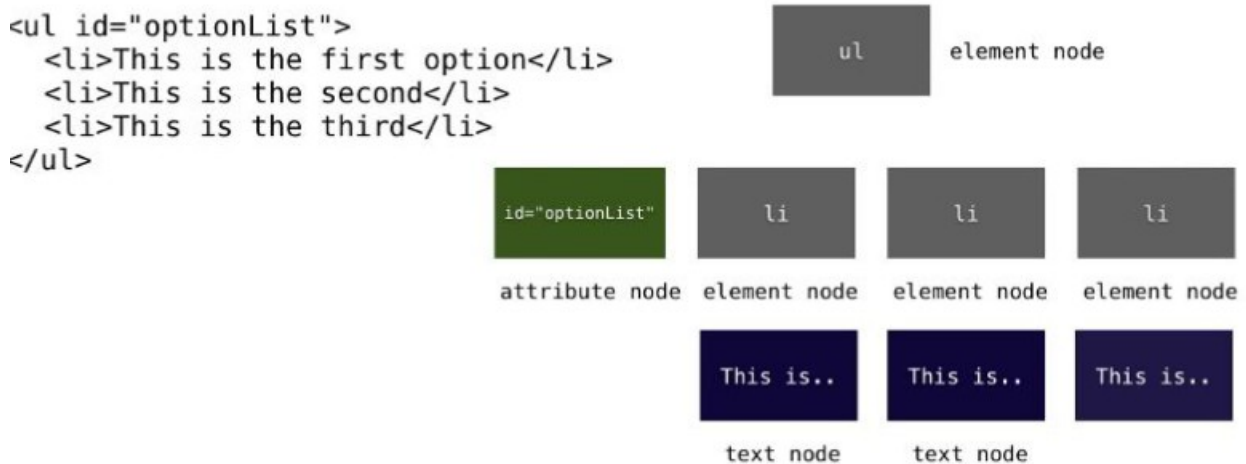 <ul id="optionList">
<li>This is the first option</li>
<li>This is the second</li>
<li>This is the third</li>
</ul>
ul
element node
id="optionList"
li
li
li
attribute node
element node
element node
element node
This is..
This is..
This is..
text node
text node